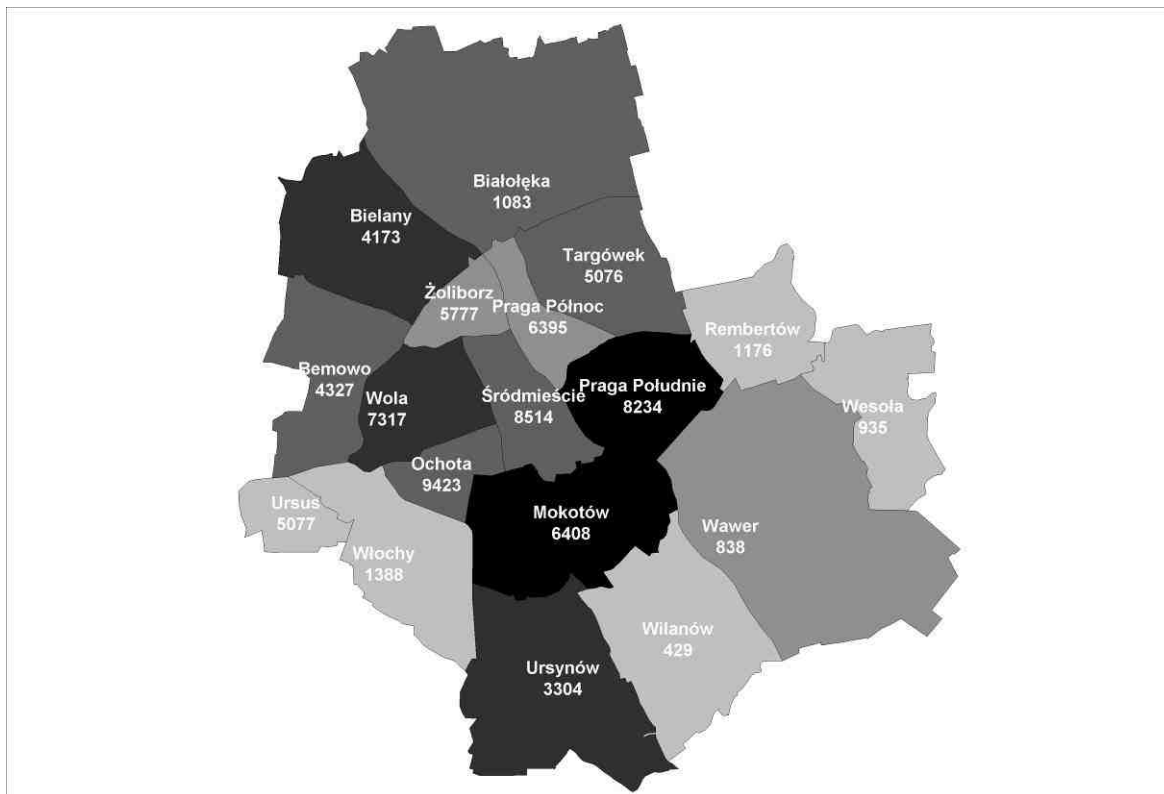 Białołęka
1083
Bielany
4173
Targówek
5076
Żoliborz
5777
Praga Północ
6395
Rembertów
1176
Bemowo
4327
Wola
7317
Śródmieście
8514
Praga Południe
8234
Wesoła
935
Ochota
9423
Ursus
5077
Mokotów
6408
Wawer
838
Włochy
1388
Wilanów
429
Ursynów
3304